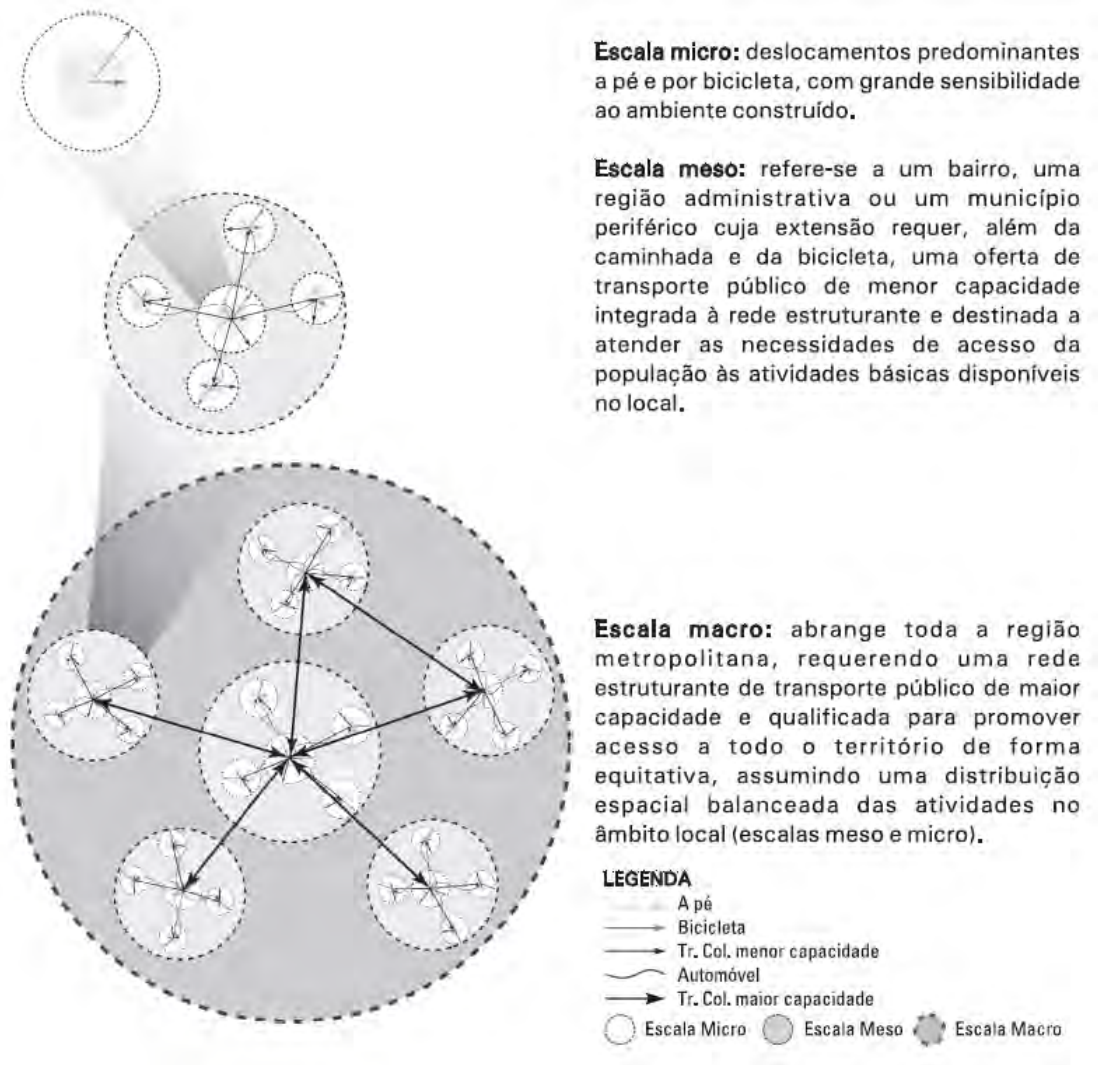 Escala micro: deslocamentos predominantes
a pé e por bicicleta, com grande sensibilidade
ao ambiente construído.
Escala meso: refere-se a um bairro, uma
região administrativa ou um município
periférico cuja extensão requer, além da
caminhada e da bicicleta, uma oferta de
transporte público de menor capacidade
integrada à rede estruturante e destinada a
atender as necessidades de acesso da
população às atividades básicas disponíveis
no local.
Escala macro: abrange toda a região
metropolitana, requerendo uma rede
estruturante de transporte público de maior
capacidade e qualificada para promover
acesso a todo o território de forma
equitativa, assumindo uma distribuição
espacial balanceada das atividades no
âmbito local (escalas meso e micro).
LEGENDA
A pé
Bicicleta
Tr. Col. menor capacidade
Automóvel
Tr. Col. maior capacidade
Escala Micro Escala Meso Escala Macro